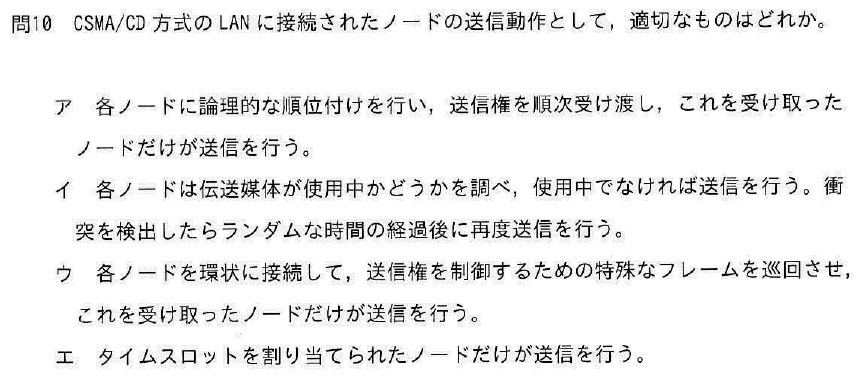 問10 CSMA/CD 方式の LAN に接続されたノードの送信動作として，適切なものはどれか。
ア 各ノードに論理的な順位付けを行い，送信権を順次受け渡し，これを受け取った
ノードだけが送信を行う。
イ 各ノードは伝送媒体が使用中かどうかを調べ，使用中でなければ送信を行う。衝
突を検出したらランダムな時間の経過後に再度送信を行う。
ウ 各ノードを環状に接続して，送信権を制御するための特殊なフレームを巡回させ，
これを受け取ったノードだけが送信を行う。
エ タイムスロットを割り当てられたノードだけが送信を行う。